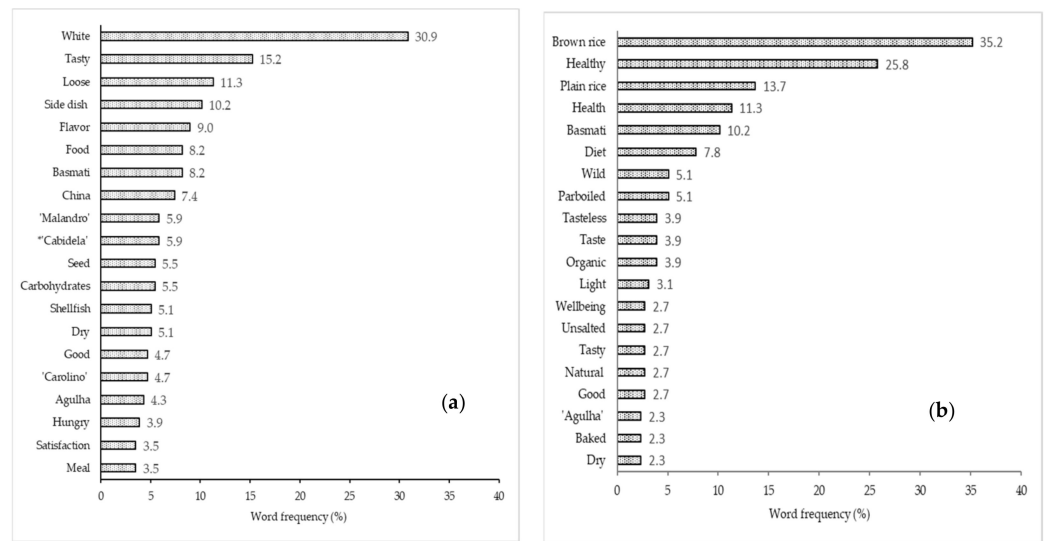 White 30.9
Tasty 15.2
Loose 11.3
Side dish 10.2
Flavor 9.0
Food 8.2
Basmati 8.2
China 7.4
'Malandro' 5.9
*'Cabidela' 5.9
Seed 5.5
Carbohydrates 5.5
Shellfish 5.1
Dry 5.1
Good 4.7
'Carolino' 4.7
Agulha 4.3
Hungry 3.9
Satisfaction 3.5
Meal 3.5
(a)
0 5 10 15 20 25 30 35 40
Word frequency (%)
Brown rice 35.2
Healthy 25.8
Plain rice 13.7
Health 11.3
Basmati 10.2
Diet 7.8
Wild 5.1
Parboiled 5.1
Tasteless 3.9
Taste 3.9
Organic 3.9
Light 3.1
Wellbeing 2.7
Unsalted 2.7
Tasty 2.7
Natural 2.7
Good 2.7
'Agulha' 2.3
Baked 2.3
Dry 2.3
(b)
0 5 10 15 20 25 30 35 40
Word frequency (%)